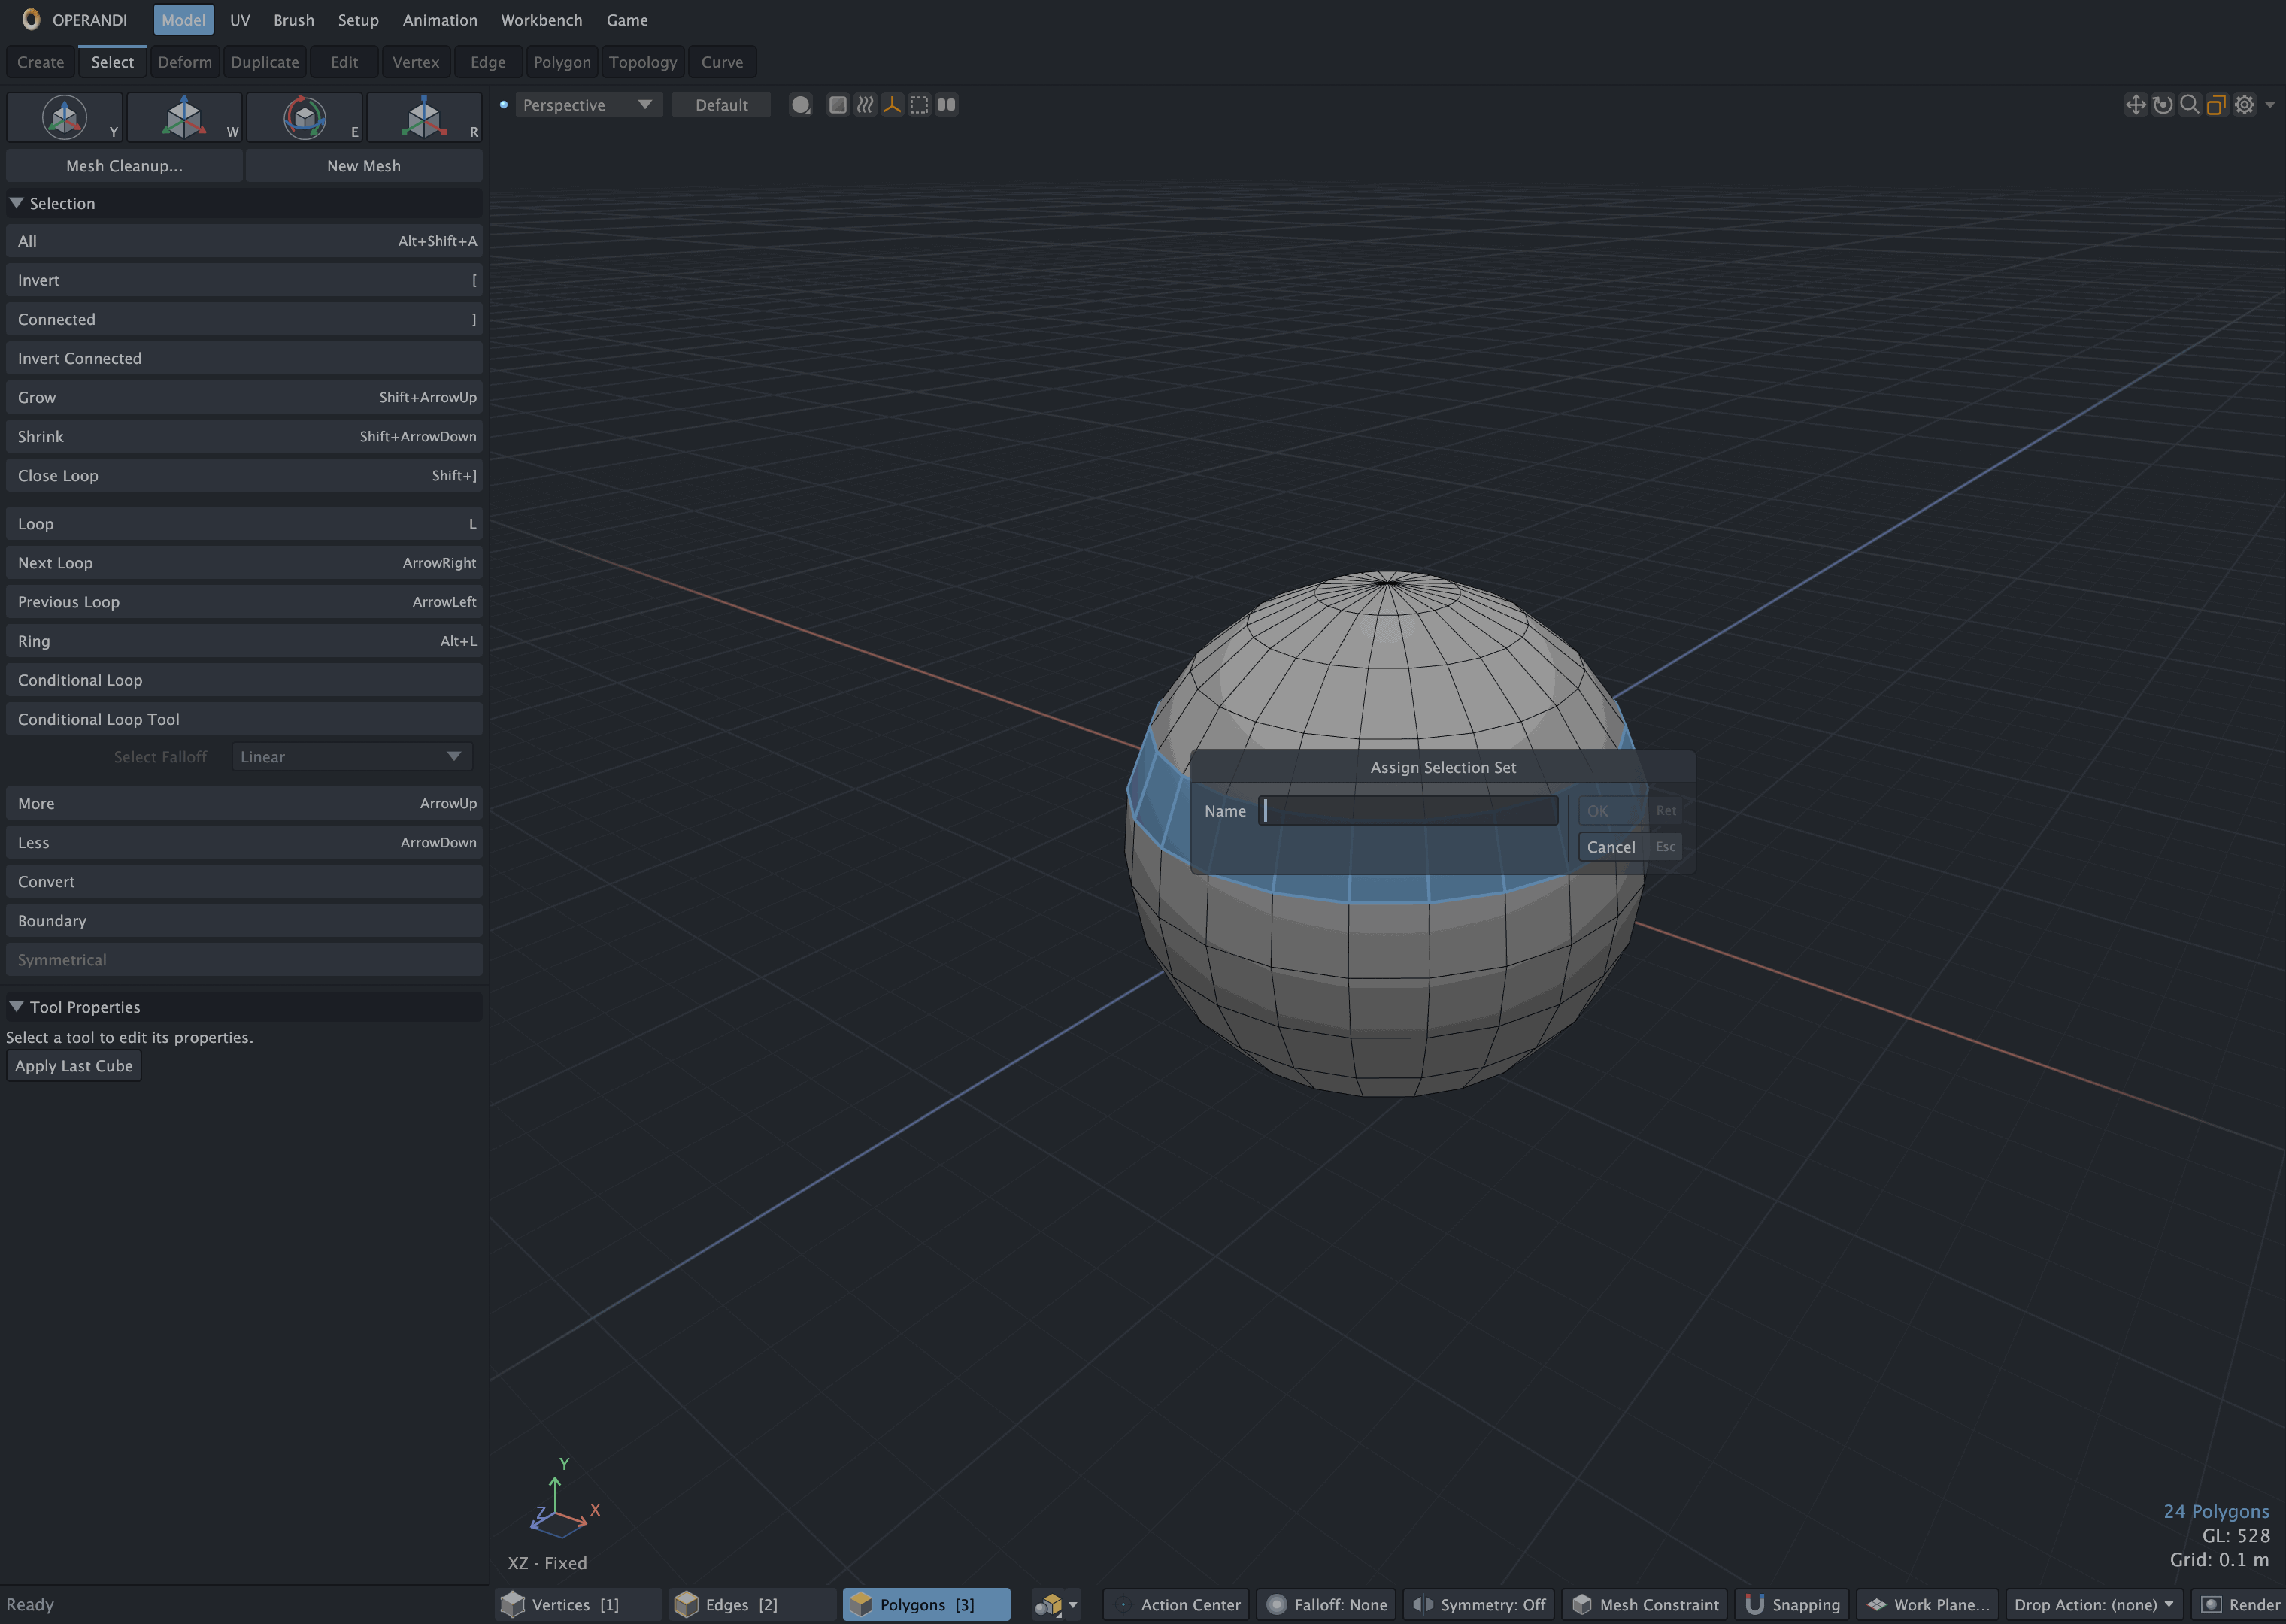 OPERANDI Model UV Brush Setup Animation Workbench Game
Create Select Deform Duplicate Edit Vertex Edge Polygon Topology Curve
Y W E R
Perspective Default
Mesh Cleanup... New Mesh
Selection
All Alt+Shift+A
Invert [
Connected ]
Invert Connected
Grow Shift+ArrowUp
Shrink Shift+ArrowDown
Close Loop Shift+]
Loop L
Next Loop ArrowRight
Previous Loop ArrowLeft
Ring Alt+L
Conditional Loop
Conditional Loop Tool
Select Falloff Linear
More ArrowUp
Less ArrowDown
Convert
Boundary
Symmetrical
Tool Properties
Select a tool to edit its properties.
Apply Last Cube
Assign Selection Set
Name OK Ret
Cancel Esc
Y
Z X
XZ · Fixed
24 Polygons
GL: 528
Grid: 0.1 m
Ready Vertices [1] Edges [2] Polygons [3] Action Center Falloff: None Symmetry: Off Mesh Constraint Snapping Work Plane... Drop Action: (none) Render